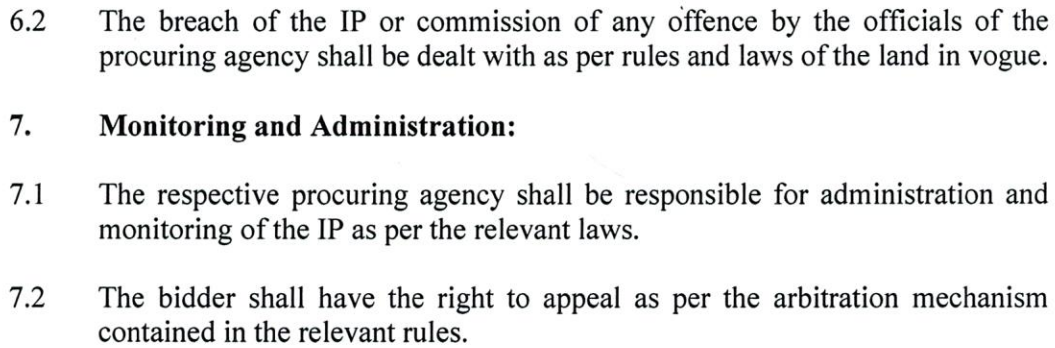 6.2 The breach of the IP or commission of any offence by the officials of the
procuring agency shall be dealt with as per rules and laws of the land in vogue.
7. Monitoring and Administration:
7.1 The respective procuring agency shall be responsible for administration and
monitoring of the IP as per the relevant laws.
7.2 The bidder shall have the right to appeal as per the arbitration mechanism
contained in the relevant rules.